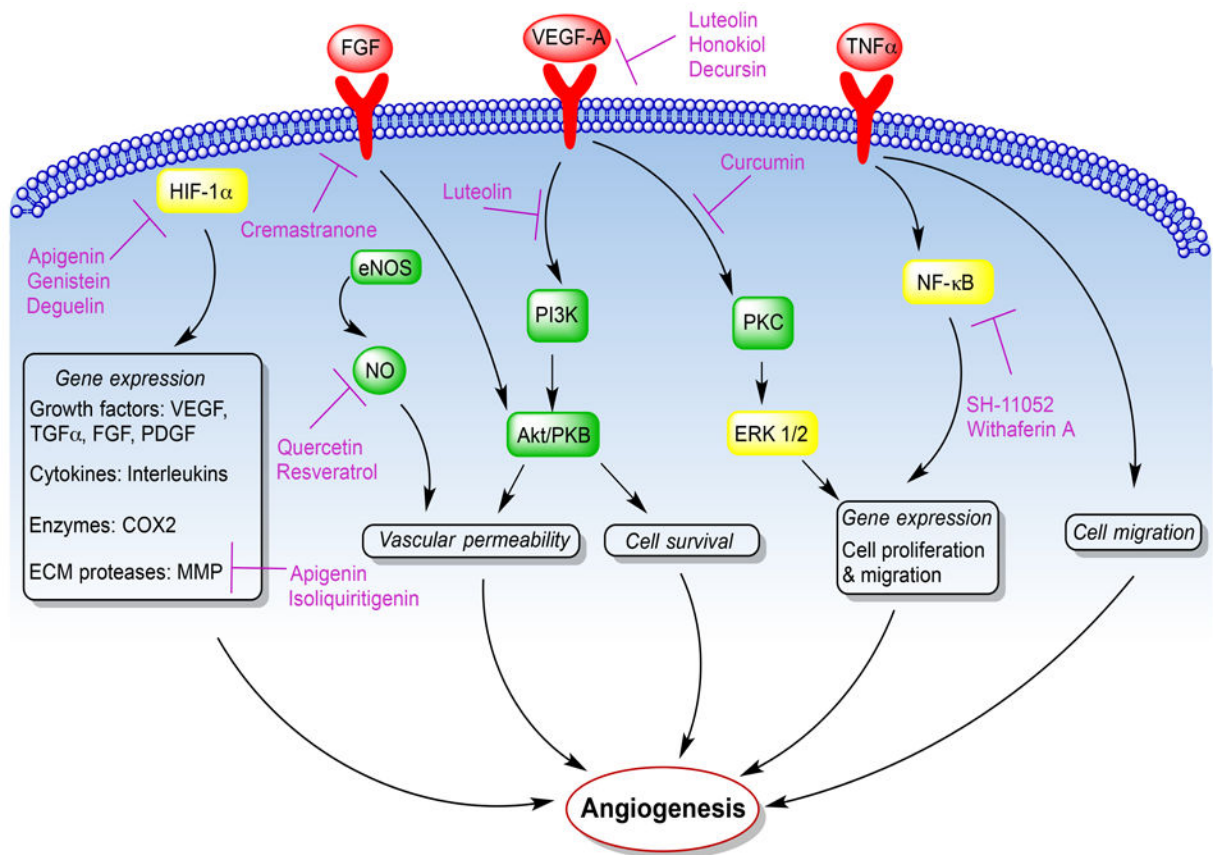 FGF
VEGF-A
Luteolin
Honokiol
Decursin
TNFα
HIF-1α
Apigenin
Genistein
Deguelin
Cremastranone
Luteolin
Curcumin
eNOS
NO
Quercetin
Resveratrol
PI3K
PKC
NF-κB
Akt/PKB
ERK 1/2
SH-11052
Withaferin A
Gene expression
Growth factors: VEGF,
TGFα, FGF, PDGF
Cytokines: Interleukins
Enzymes: COX2
ECM proteases: MMP
Apigenin
Isoliquiritigenin
Vascular permeability
Cell survival
Gene expression
Cell proliferation
& migration
Cell migration
Angiogenesis